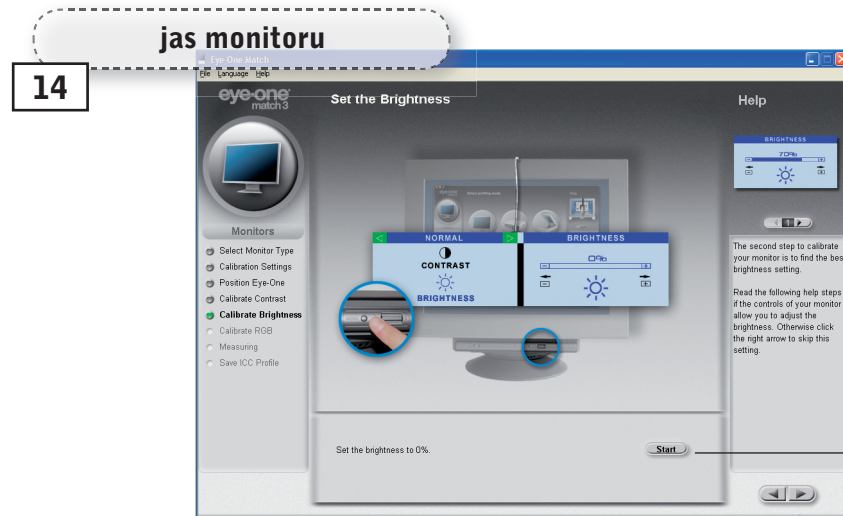 jas monitoru
14
Eye-One Match
File Language Help
eye-one
match 3
Set the Brightness
Help
BRIGHTNESS
70%
1
Monitors
Select Monitor Type
Calibration Settings
Position Eye-One
Calibrate Contrast
Calibrate Brightness
Calibrate RGB
Measuring
Save ICC Profile
NORMAL
CONTRAST
BRIGHTNESS
BRIGHTNESS
0%
The second step to calibrate
your monitor is to find the bes
brightness setting.
Read the following help steps
if the controls of your monitor
allow you to adjust the
brightness. Otherwise click
the right arrow to skip this
setting.
Set the brightness to 0%.
Start